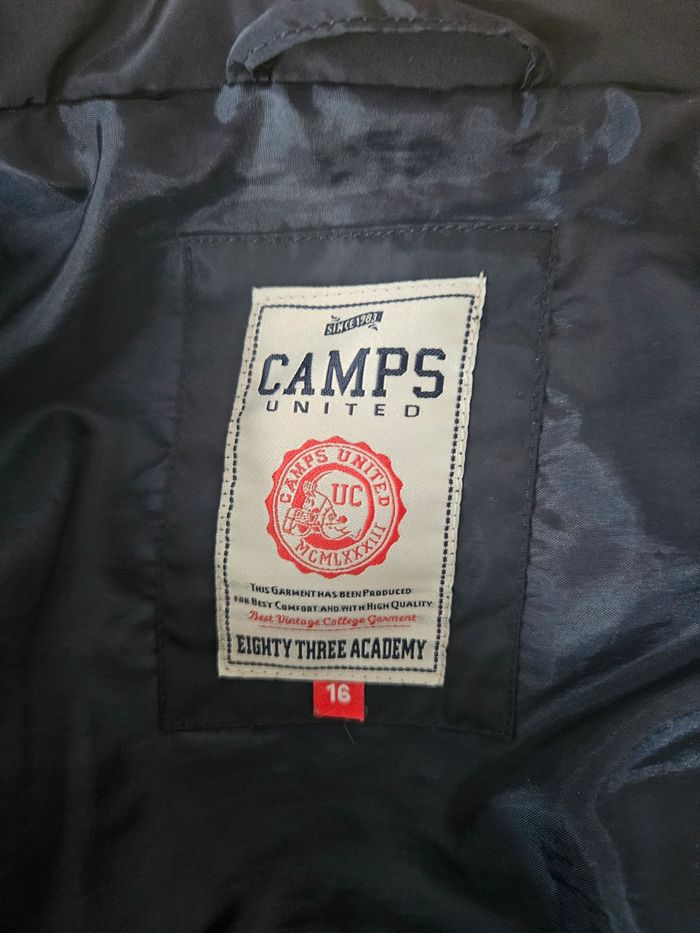 SINCE 1983
CAMPS
UNITED
CAMPS UNITED
UC
MCMLXXXIII
THIS GARMENT HAS BEEN PRODUCED
FOR BEST COMFORT AND WITH HIGH QUALITY
Best Vintage College Garment
EIGHTY THREE ACADEMY
16